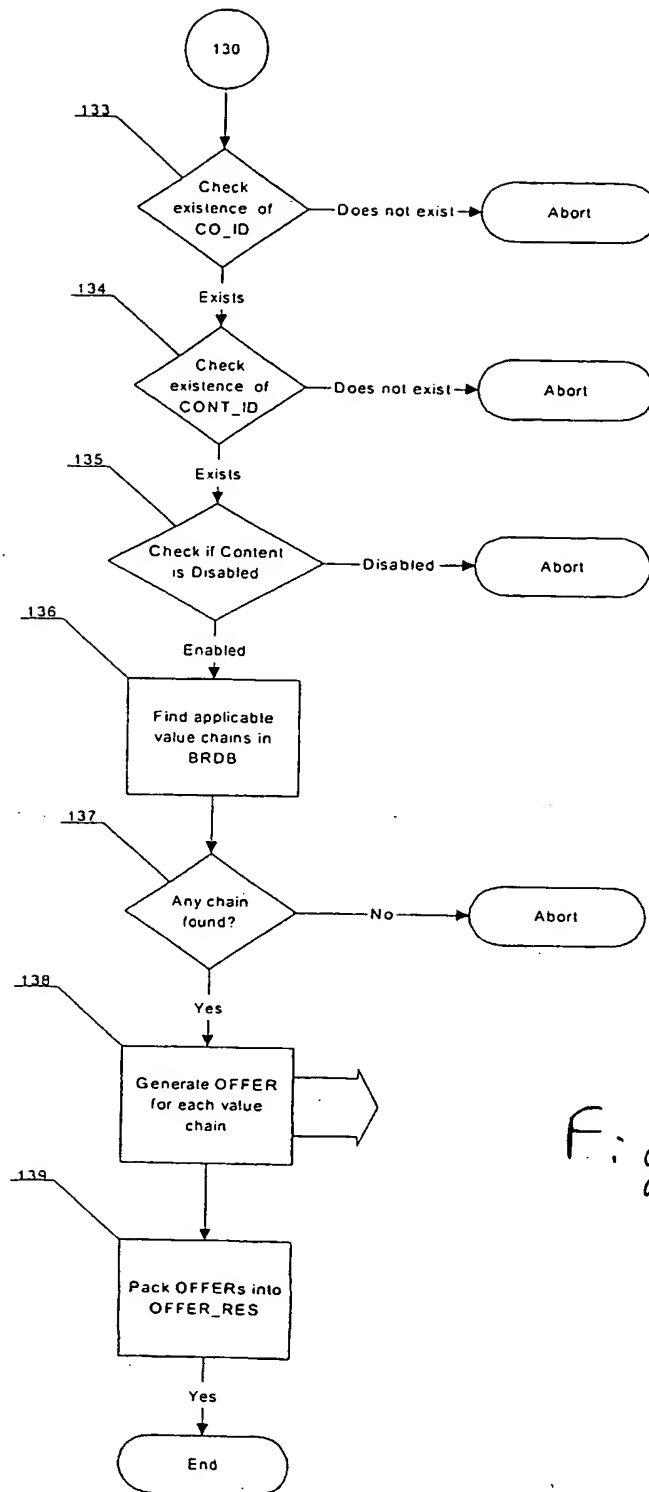 130
133
Check
existence of
CO_ID
Does not exist
Abort
Exists
134
Check
existence of
CONT_ID
Does not exist
Abort
Exists
135
Check if Content
is Disabled
Disabled
Abort
Enabled
136
Find applicable
value chains in
BRDB
137
Any chain
found?
No
Abort
Yes
138
Generate OFFER
for each value
chain
139
Pack OFFERs into
OFFER_RES
Yes
End